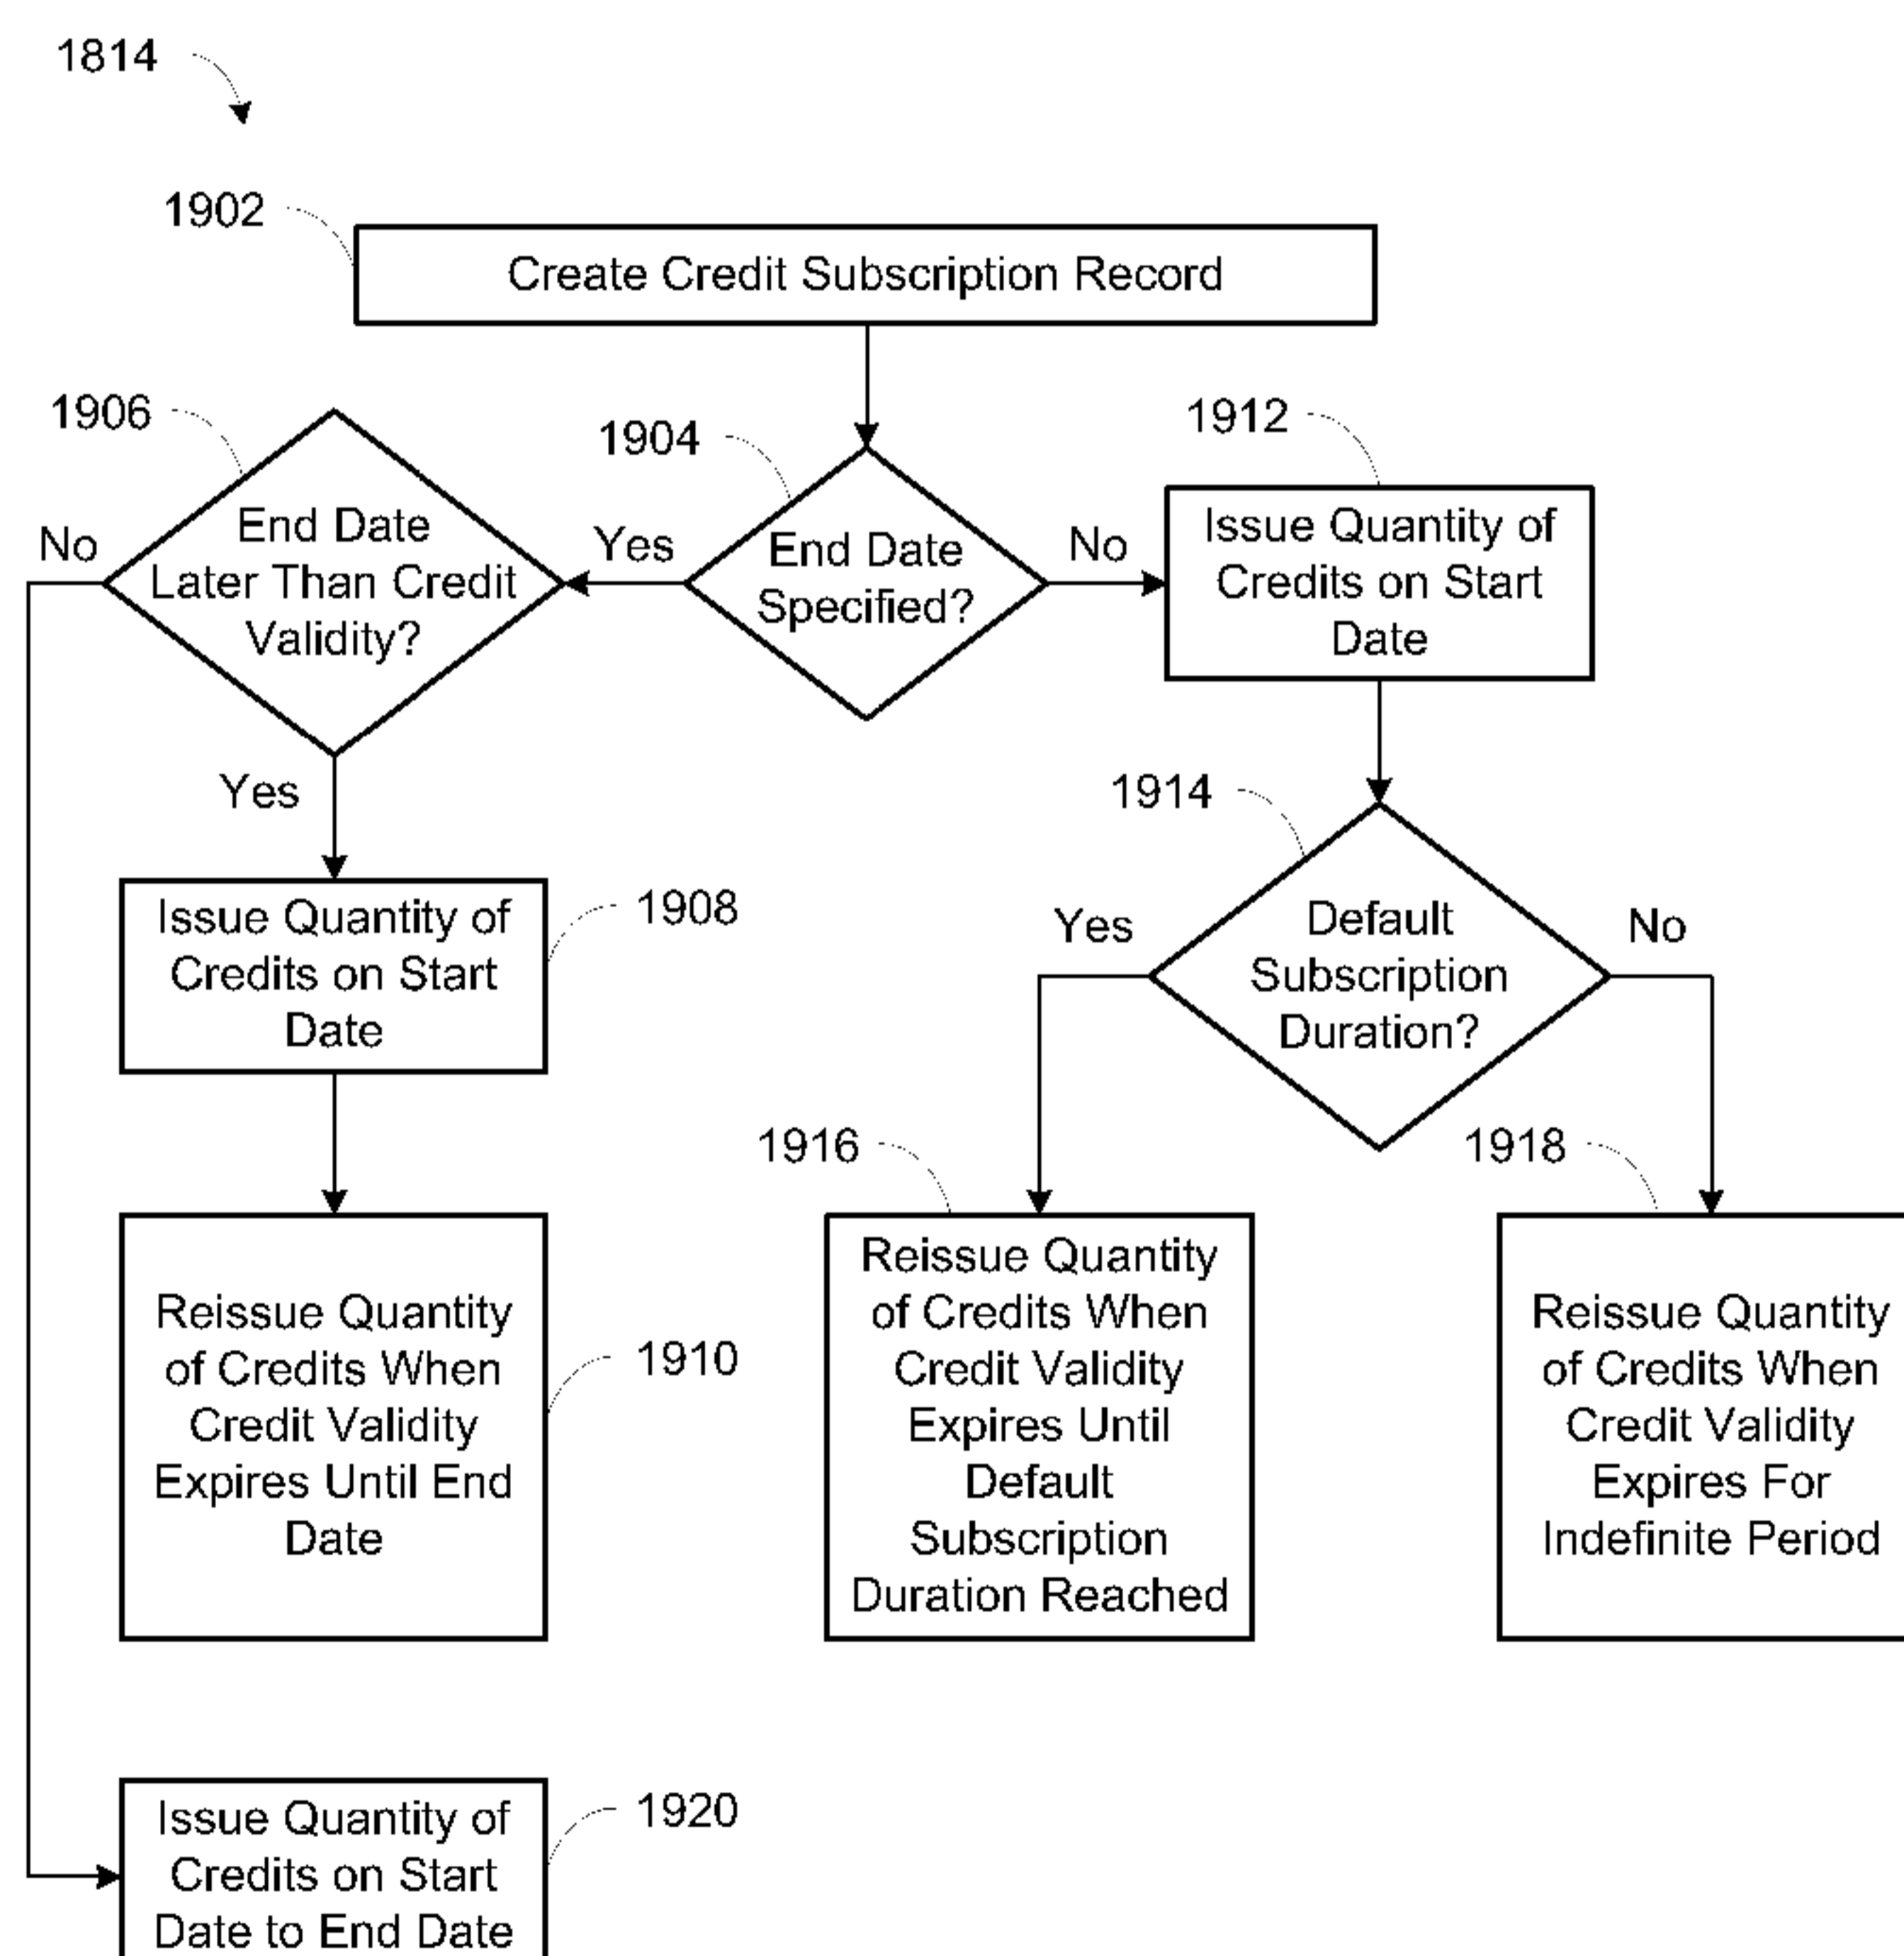 1814
1902
Create Credit Subscription Record
1906
1904
1912
No
End Date
Later Than Credit
Validity?
Yes
End Date
Specified?
No
Issue Quantity of
Credits on Start
Date
Yes
1914
Issue Quantity of
Credits on Start
Date
1908
Yes
Default
Subscription
Duration?
No
1916
1918
Reissue Quantity
of Credits When
Credit Validity
Expires Until End
Date
1910
Reissue Quantity
of Credits When
Credit Validity
Expires Until
Default
Subscription
Duration Reached
Reissue Quantity
of Credits When
Credit Validity
Expires For
Indefinite Period
Issue Quantity of
Credits on Start
Date to End Date
1920